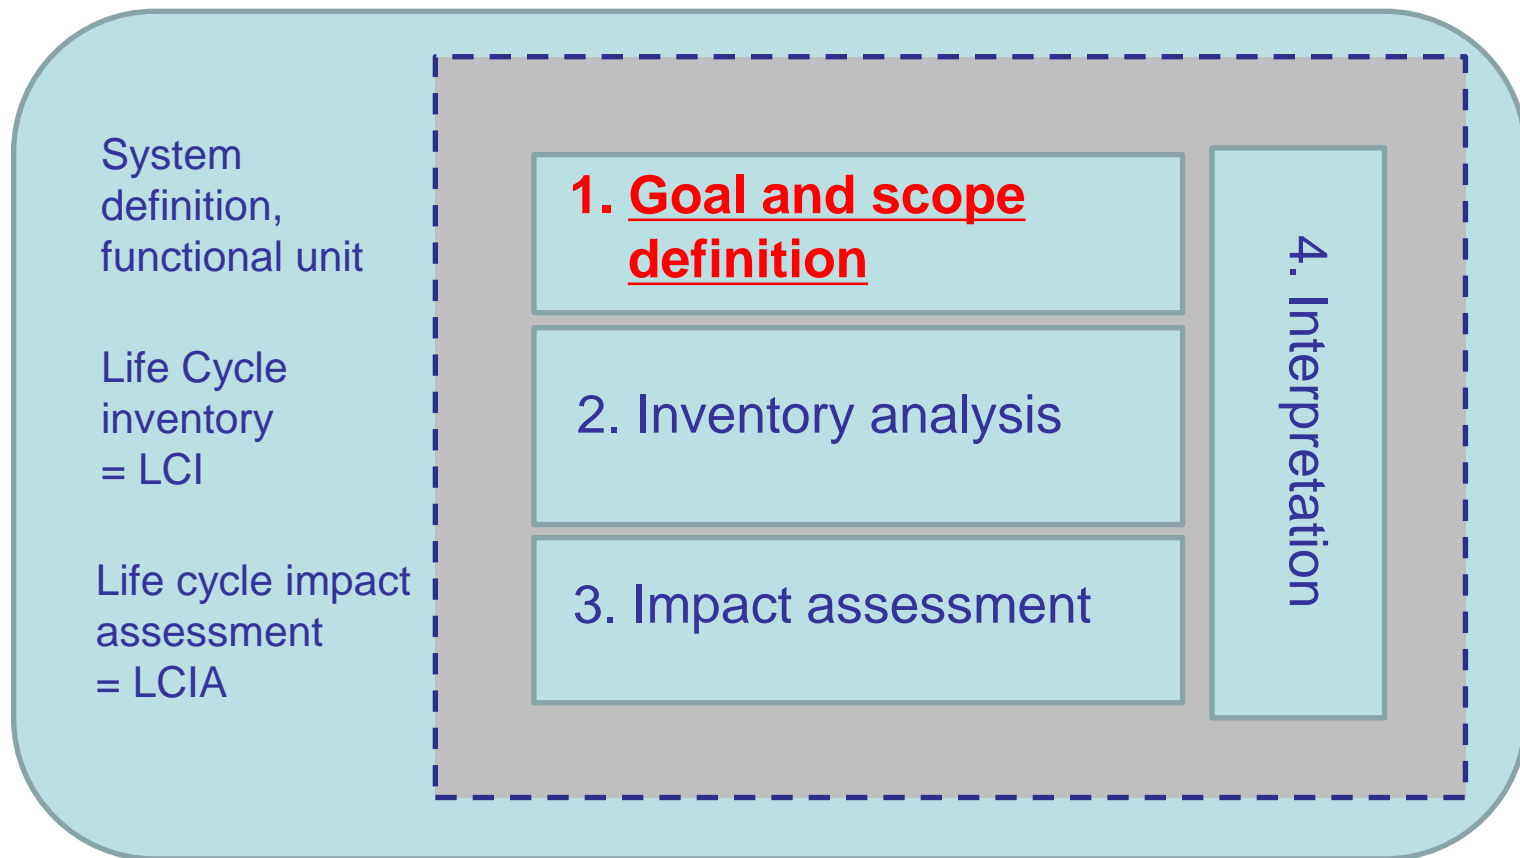 System
definition,
functional unit
Life Cycle
inventory
= LCI
Life cycle impact
assessment
= LCIA
1. Goal and scope
definition
2. Inventory analysis
3. Impact assessment
4. Interpretation